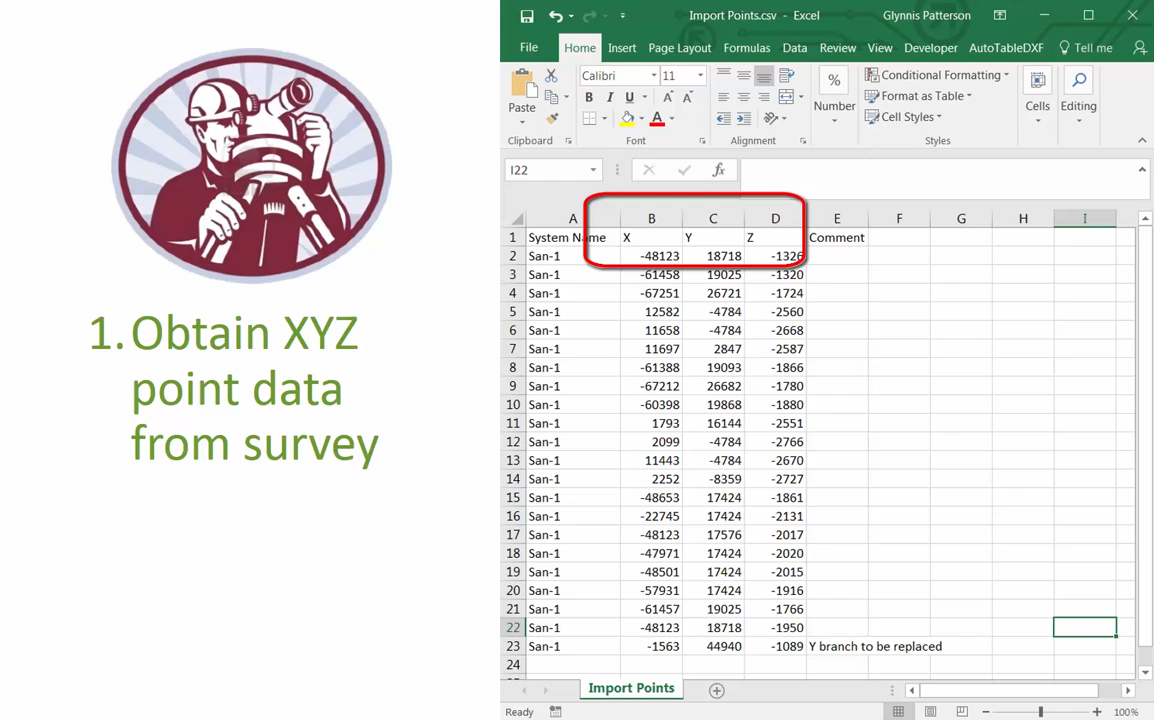 1. Obtain XYZ
point data
from survey
Import Points.csv - Excel
Glynnis Patterson
File Home Insert Page Layout Formulas Data Review View Developer AutoTableDXF Tell me
Paste
Calibri 11
B I U A A A
%
Number
Conditional Formatting
Format as Table
Cell Styles
Cells
Editing
Clipboard Font Alignment Styles
I22 fx
A B C D E F G H I
1 System Name X Y Z Comment
2 San-1 -48123 18718 -1326
3 San-1 -61458 19025 -1320
4 San-1 -67251 26721 -1724
5 San-1 12582 -4784 -2560
6 San-1 11658 -4784 -2668
7 San-1 11697 2847 -2587
8 San-1 -61388 19093 -1866
9 San-1 -67212 26682 -1780
10 San-1 -60398 19868 -1880
11 San-1 1793 16144 -2551
12 San-1 2099 -4784 -2766
13 San-1 11443 -4784 -2670
14 San-1 2252 -8359 -2727
15 San-1 -48653 17424 -1861
16 San-1 -22745 17424 -2131
17 San-1 -48123 17576 -2017
18 San-1 -47971 17424 -2020
19 San-1 -48501 17424 -2015
20 San-1 -57931 17424 -1916
21 San-1 -61457 19025 -1766
22 San-1 -48123 18718 -1950
23 San-1 -1563 44940 -1089 Y branch to be replaced
24
Import Points
Ready 100%